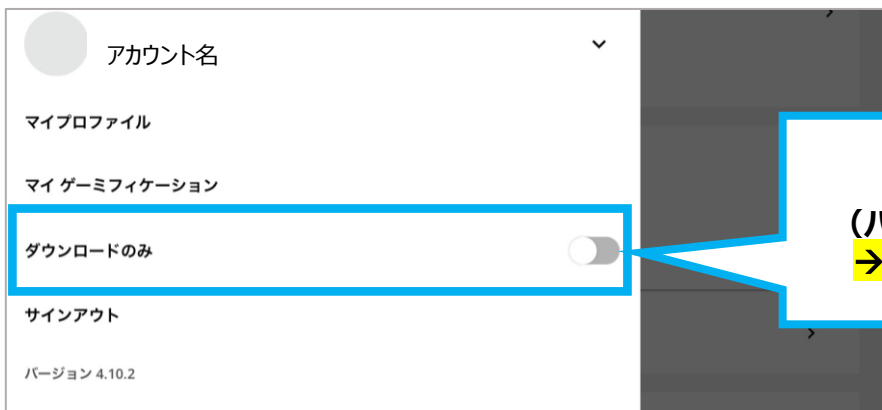 アカウント名
マイプロファイル
マイ ゲーミフィケーション
ダウンロードのみ
(バ
→
サインアウト
バージョン 4.10.2